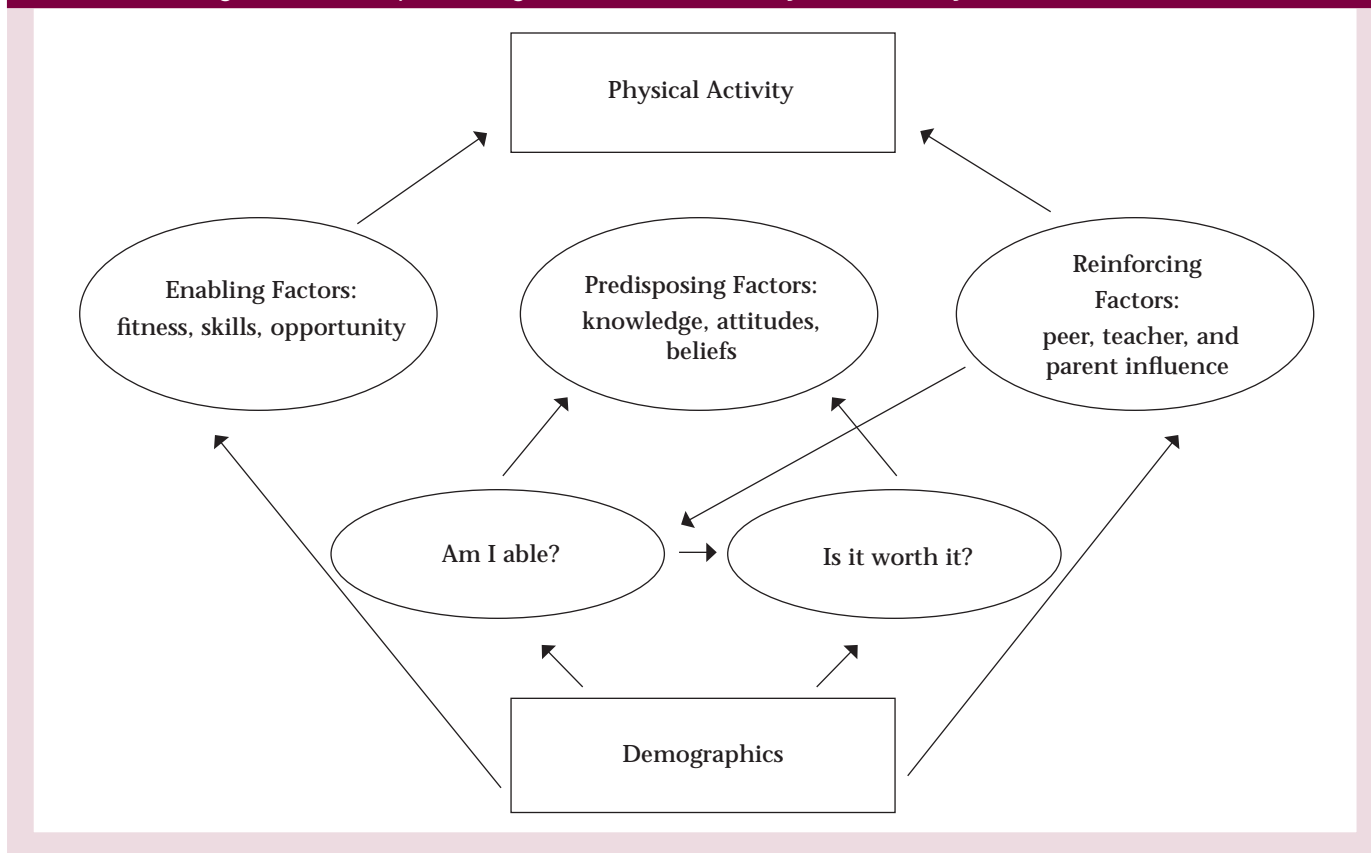 Physical Activity
Enabling Factors:
fitness, skills, opportunity
Predisposing Factors:
knowledge, attitudes,
beliefs
Reinforcing
Factors:
peer, teacher, and
parent influence
Am I able?
Is it worth it?
Demographics